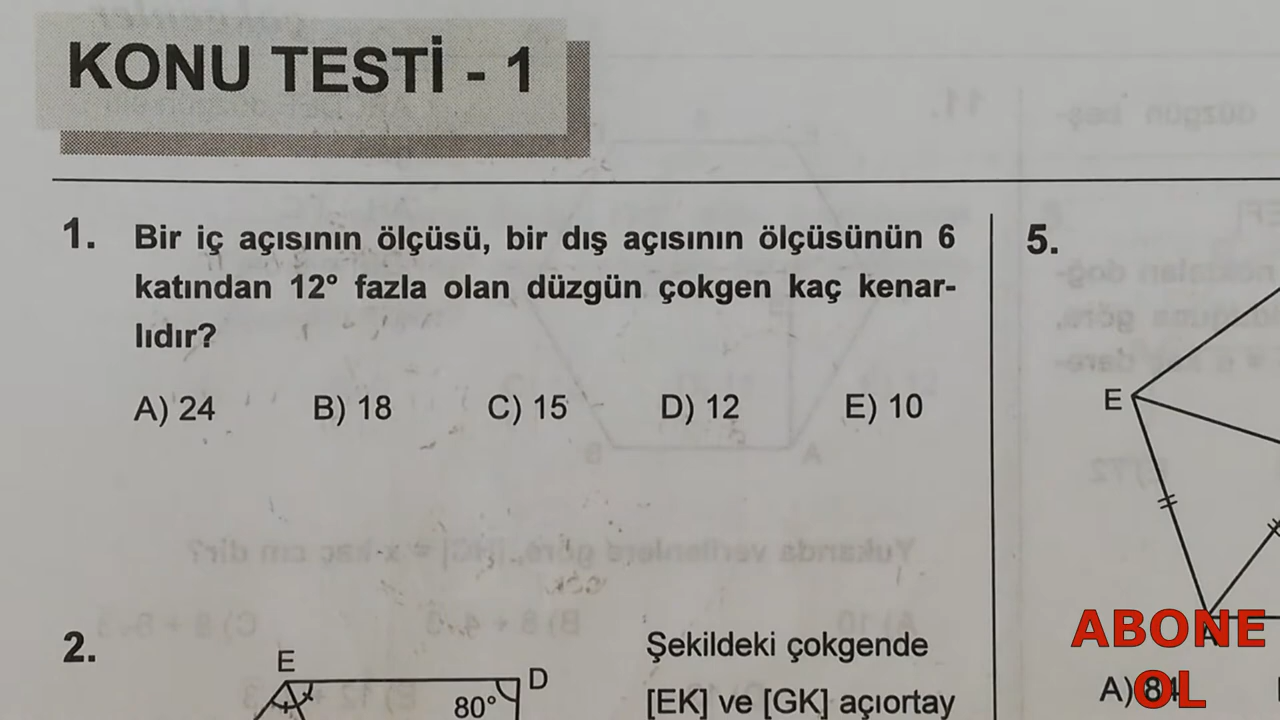 KONU TESTİ - 1
1. Bir iç açısının ölçüsü, bir dış açısının ölçüsünün 6
katından 12° fazla olan düzgün çokgen kaç kenar-
lıdır?
A) 24 B) 18 C) 15 D) 12 E) 10
2.
E
D
80°
Şekildeki çokgende
[EK] ve [GK] açıortay
5.
E
A)
ABONE
OL